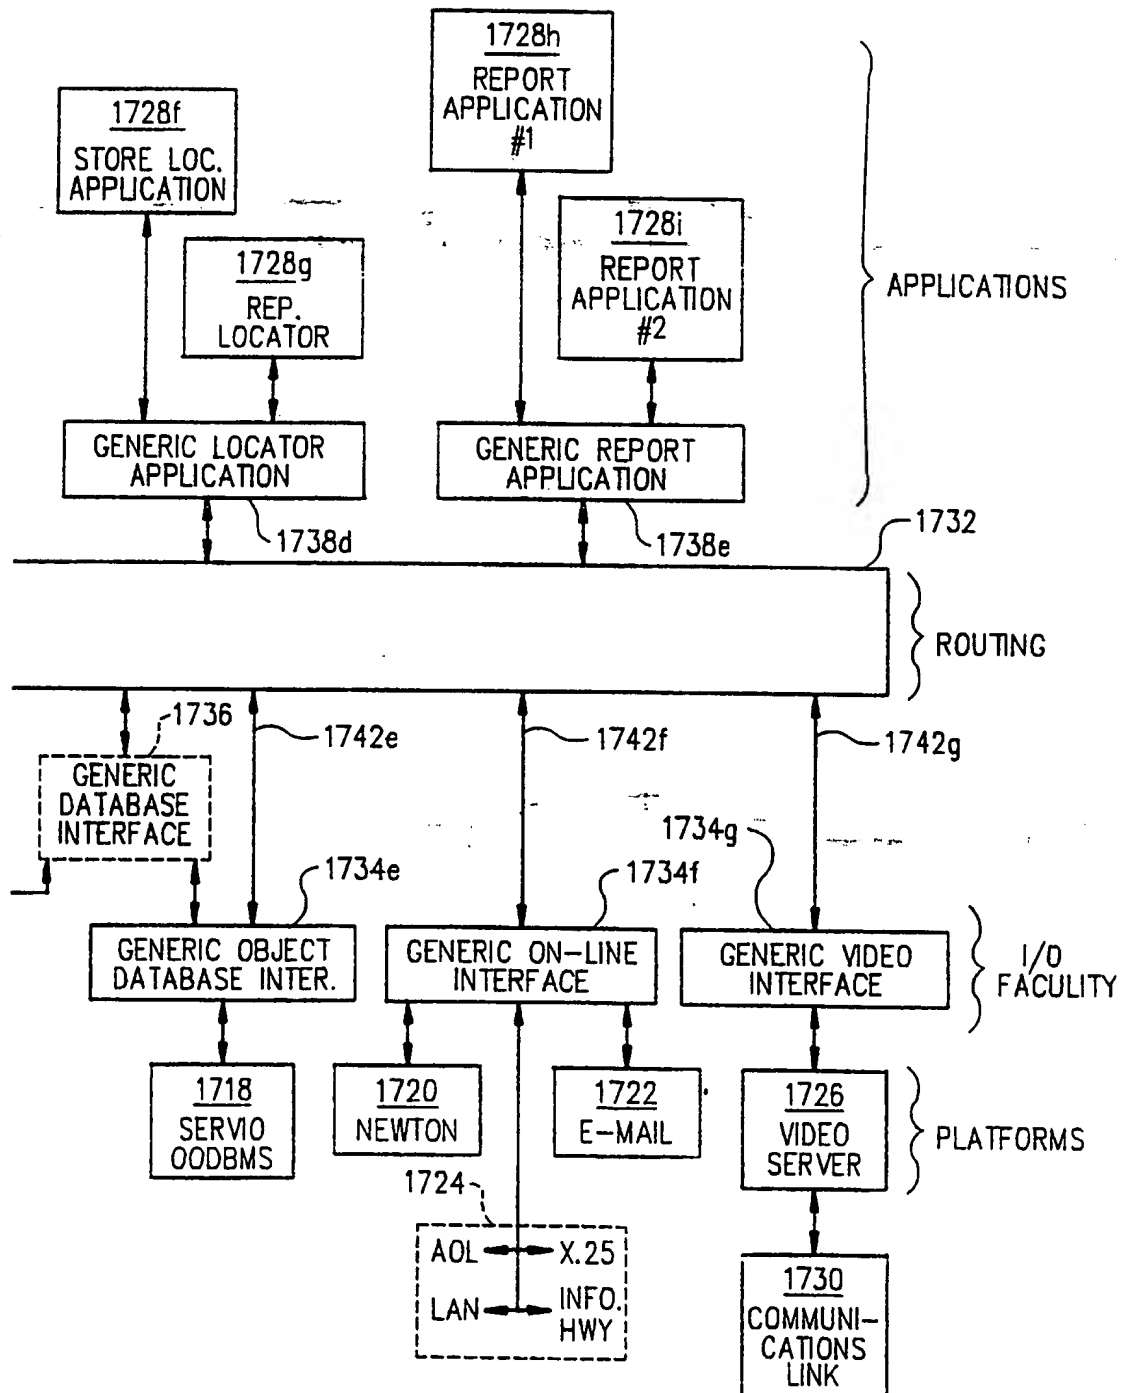 1728h
REPORT
APPLICATION
#1
1728f
STORE LOC.
APPLICATION
1728i
REPORT
APPLICATION
#2
1728g
REP.
LOCATOR
APPLICATIONS
GENERIC LOCATOR
APPLICATION
GENERIC REPORT
APPLICATION
1738d
1738e
1732
ROUTING
1736
1742e
1742f
1742g
GENERIC
DATABASE
INTERFACE
1734e
1734f
1734g
GENERIC OBJECT
DATABASE INTER.
GENERIC ON-LINE
INTERFACE
GENERIC VIDEO
INTERFACE
I/O
FACULITY
1718
SERVIO
OODBMS
1720
NEWTON
1722
E-MAIL
1726
VIDEO
SERVER
PLATFORMS
1724
AOL
X.25
LAN
INFO.
HWY
1730
COMMUNI-
CATIONS
LINK